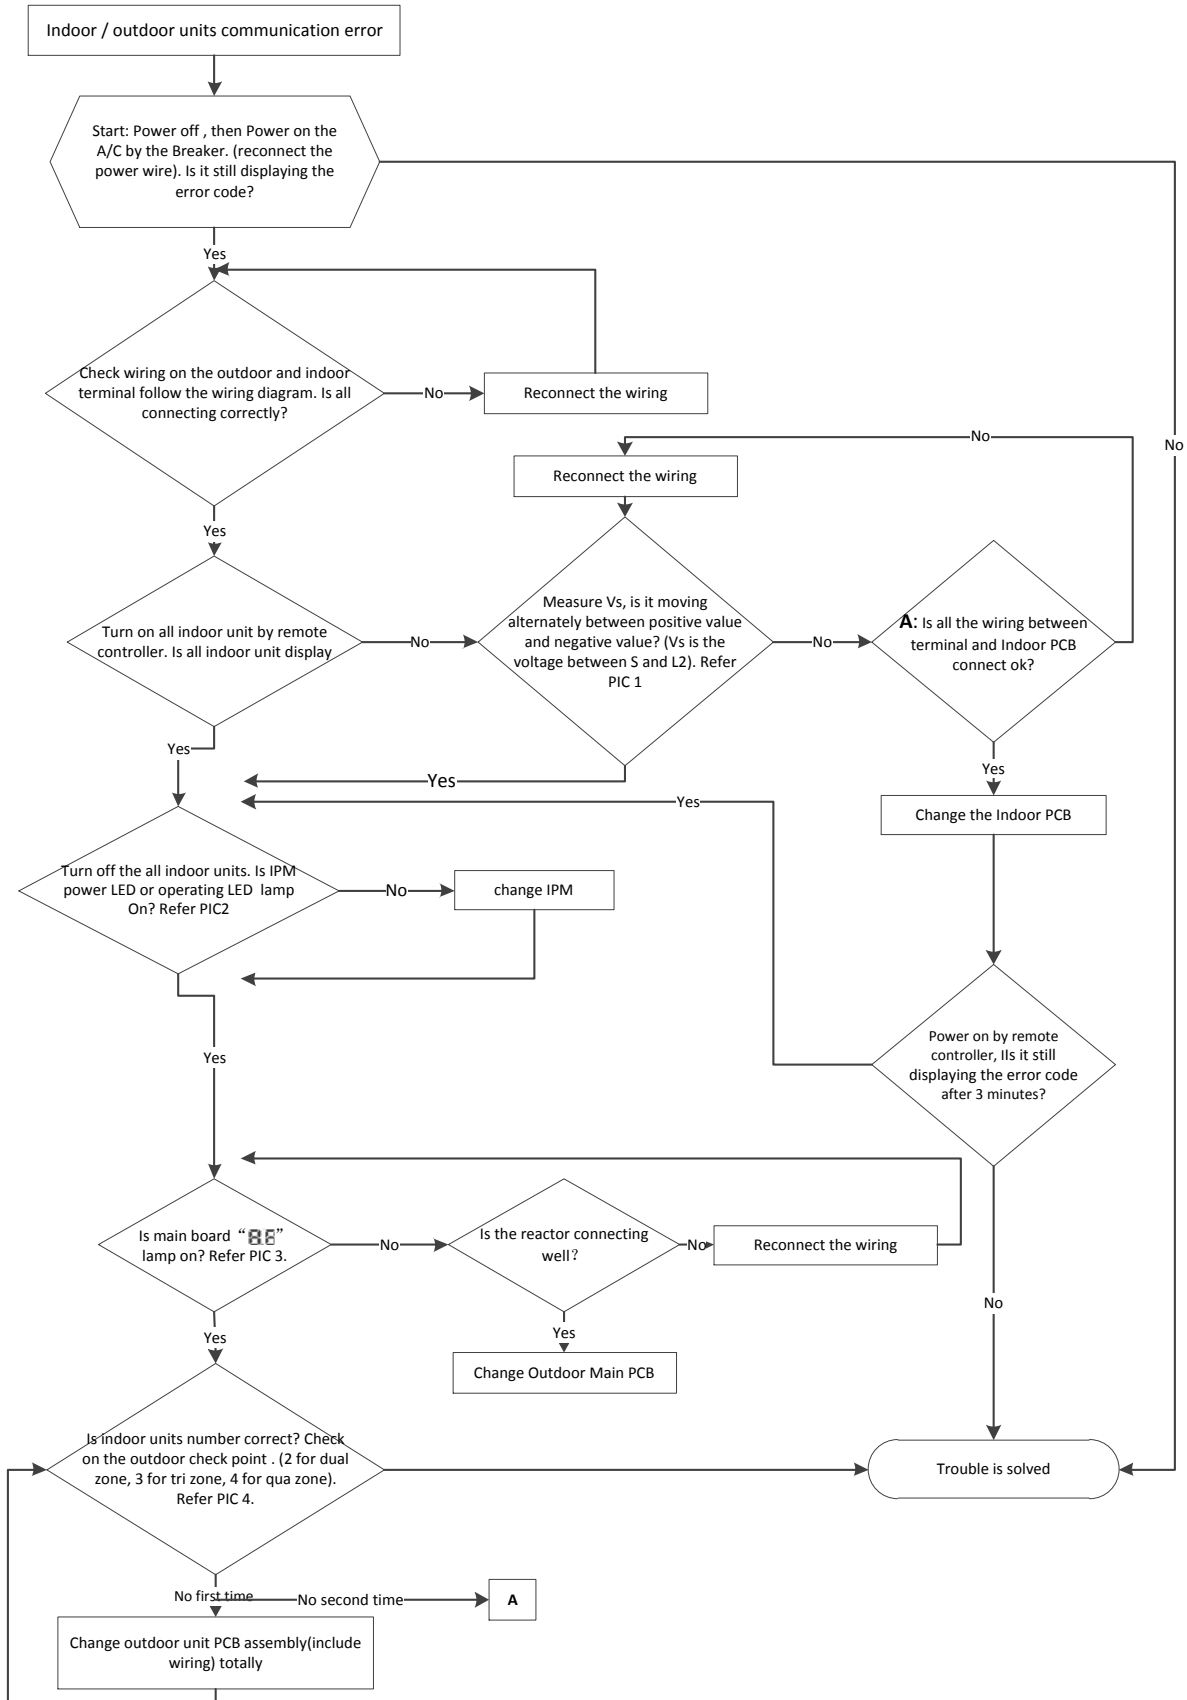 Indoor / outdoor units communication error
Start: Power off , then Power on the
A/C by the Breaker. (reconnect the
power wire). Is it still displaying the
error code?
Yes
No
Check wiring on the outdoor and indoor
terminal follow the wiring diagram. Is all
connecting correctly?
No
Reconnect the wiring
No
Reconnect the wiring
Yes
Turn on all indoor unit by remote
controller. Is all indoor unit display
No
Measure Vs, is it moving
alternately between positive value
and negative value? (Vs is the
voltage between S and L2). Refer
PIC 1
No
A: Is all the wiring between
terminal and Indoor PCB
connect ok?
Yes
Yes
Yes
Yes
Change the Indoor PCB
Turn off the all indoor units. Is IPM
power LED or operating LED lamp
On? Refer PIC2
No
change IPM
Yes
Power on by remote
controller, IIs it still
displaying the error code
after 3 minutes?
Is main board “8.E”
lamp on? Refer PIC 3.
No
Is the reactor connecting
well?
No
Reconnect the wiring
No
Yes
Yes
Change Outdoor Main PCB
Is indoor units number correct? Check
on the outdoor check point . (2 for dual
zone, 3 for tri zone, 4 for qua zone).
Refer PIC 4.
Trouble is solved
No first time
No second time
A
Change outdoor unit PCB assembly(include
wiring) totally